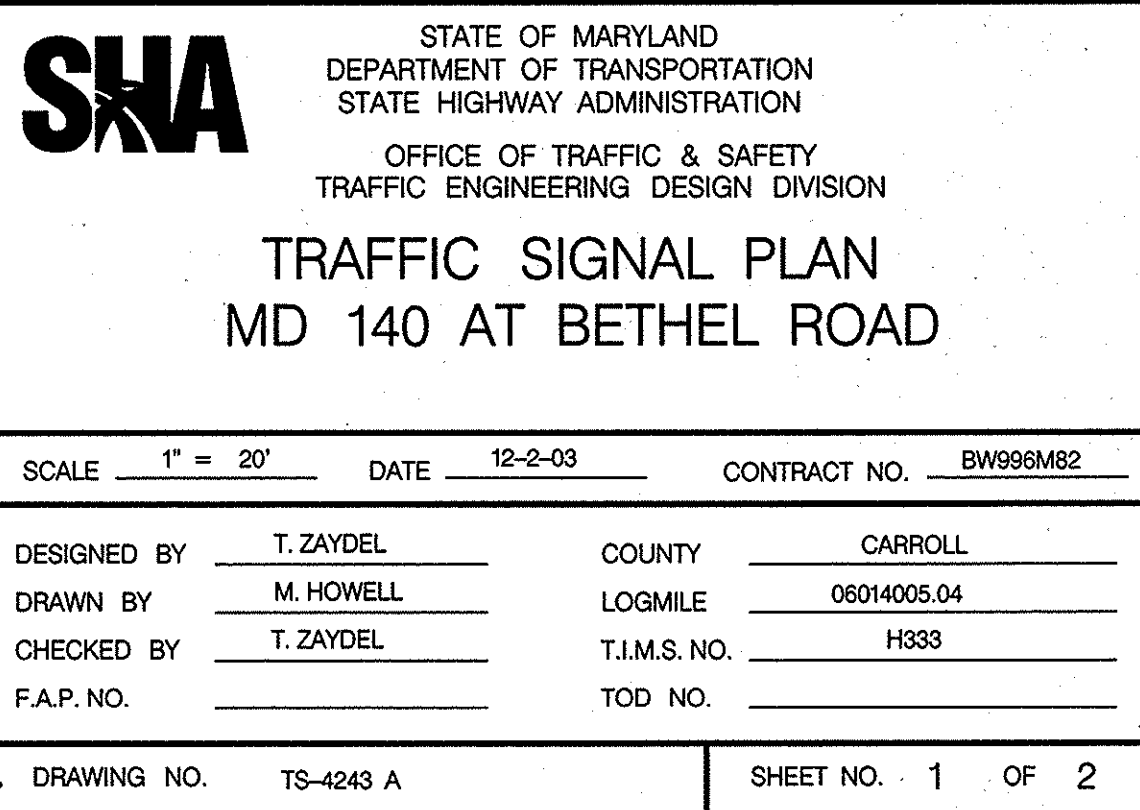 SHA
STATE OF MARYLAND
DEPARTMENT OF TRANSPORTATION
STATE HIGHWAY ADMINISTRATION
OFFICE OF TRAFFIC & SAFETY
TRAFFIC ENGINEERING DESIGN DIVISION
TRAFFIC SIGNAL PLAN
MD 140 AT BETHEL ROAD
SCALE 1" = 20' DATE 12-2-03 CONTRACT NO. BW996M82
DESIGNED BY T. ZAYDEL COUNTY CARROLL
DRAWN BY M. HOWELL LOGMILE 06014005.04
CHECKED BY T. ZAYDEL T.I.M.S. NO. H333
F.A.P. NO. TOD NO.
DRAWING NO. TS-4243 A SHEET NO. 1 OF 2